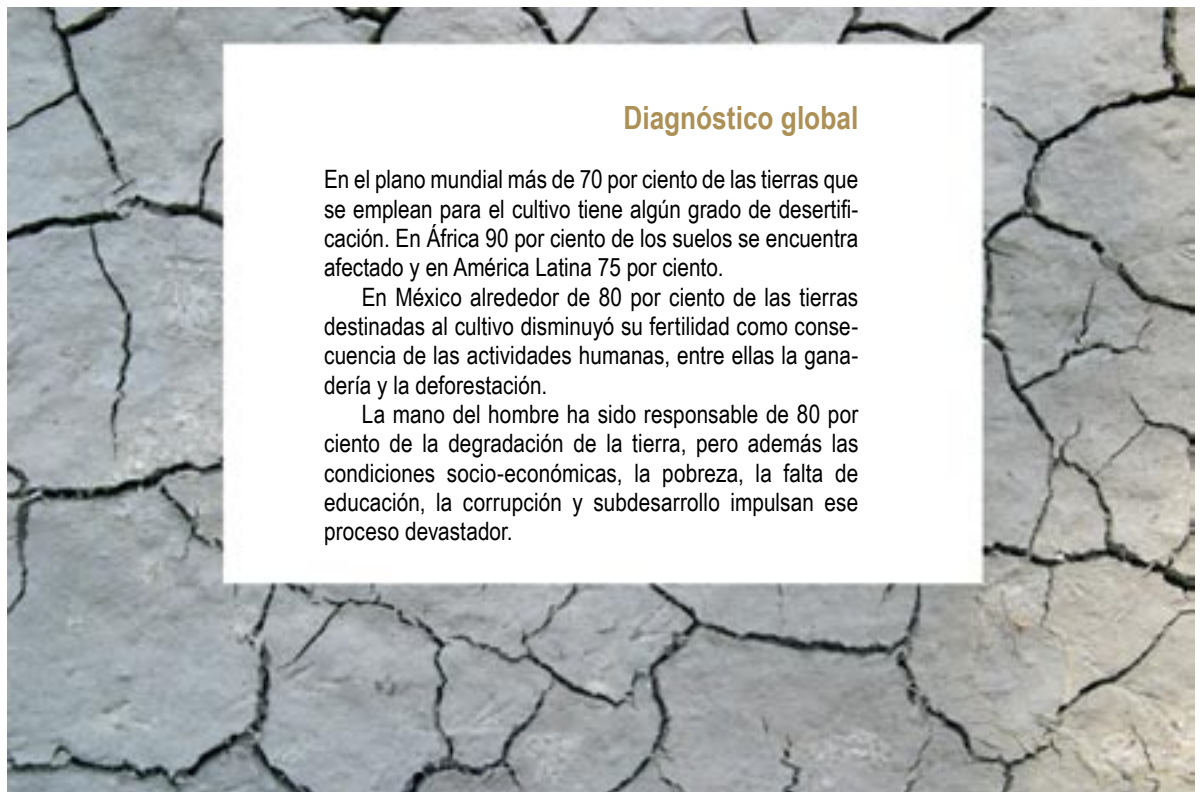 Diagnóstico global
En el plano mundial más de 70 por ciento de las tierras que
se emplean para el cultivo tiene algún grado de desertifi-
cación. En África 90 por ciento de los suelos se encuentra
afectado y en América Latina 75 por ciento.
En México alrededor de 80 por ciento de las tierras
destinadas al cultivo disminuyó su fertilidad como conse-
cuencia de las actividades humanas, entre ellas la gana-
dería y la deforestación.
La mano del hombre ha sido responsable de 80 por
ciento de la degradación de la tierra, pero además las
condiciones socio-económicas, la pobreza, la falta de
educación, la corrupción y subdesarrollo impulsan ese
proceso devastador.